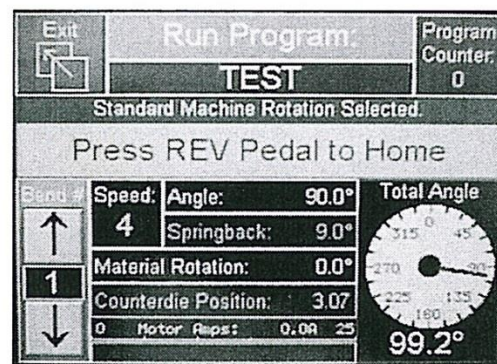 Exit
Run Program:
TEST
Program
Counter:
0
Standard Machine Rotation Selected.
Press REV Pedal to Home
Bend #
1
Speed:
4
Angle: 90.0°
Springback: 9.0°
Material Rotation: 0.0°
Counterdie Position: 3.07
0 Motor Amps: 0.0A 25
Total Angle
0
45
90
135
180
225
270
315
99.2°